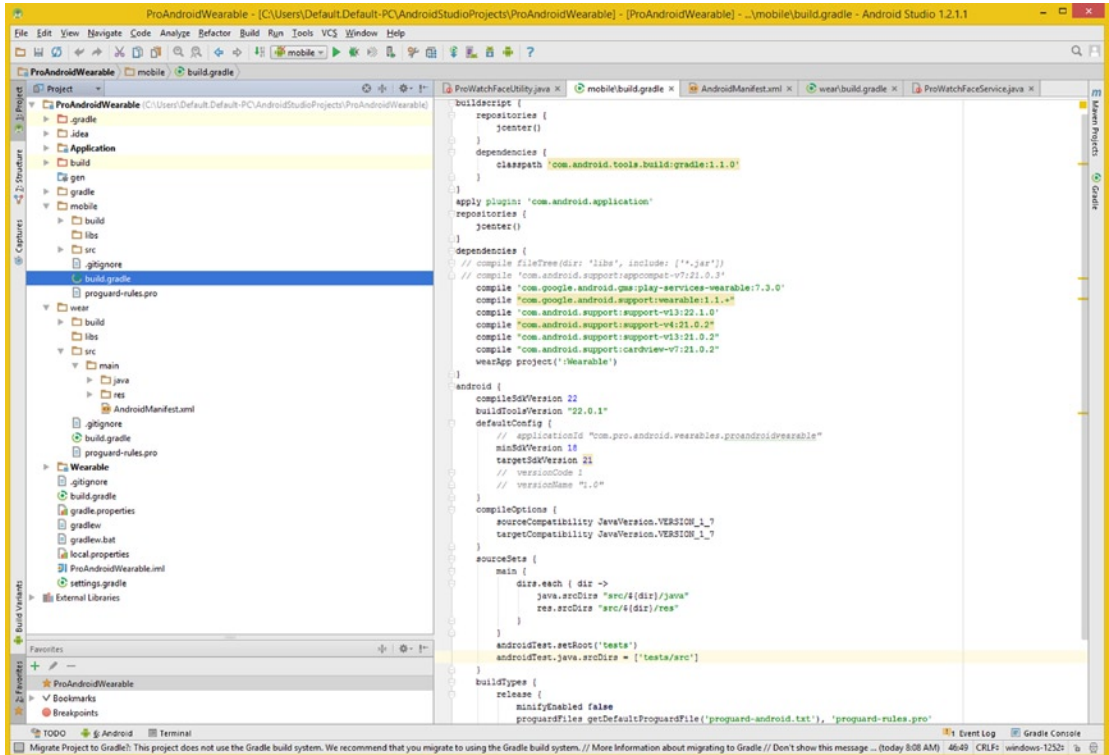 ProAndroidWearable - [C:\Users\Default.Default-PC\AndroidStudioProjects\ProAndroidWearable] - [ProAndroidWearable] - ...\mobile\build.gradle - Android Studio 1.2.1.1
File Edit View Navigate Code Analyze Refactor Build Run Tools VCS Window Help
mobile
ProAndroidWearable mobile build.gradle
Project
ProWatchFaceUtility.java × mobile\build.gradle × AndroidManifest.xml × wear\build.gradle × ProWatchFaceService.java ×
1: Project
7: Structure
Captures
Build Variants
2: Favorites
ProAndroidWearable (C:\Users\Default.Default-PC\AndroidStudioProjects\ProAndroidWearable)
.gradle
.idea
Application
build
gen
gradle
mobile
build
libs
src
.gitignore
build.gradle
proguard-rules.pro
wear
build
libs
src
main
java
res
AndroidManifest.xml
.gitignore
build.gradle
proguard-rules.pro
Wearable
.gitignore
build.gradle
gradle.properties
gradlew
gradlew.bat
local.properties
ProAndroidWearable.iml
settings.gradle
External Libraries
Favorites
ProAndroidWearable
Bookmarks
Breakpoints
buildscript {
repositories {
jcenter()
}
dependencies {
classpath 'com.android.tools.build:gradle:1.1.0'
}
}
apply plugin: 'com.android.application'
repositories {
jcenter()
}
dependencies {
// compile fileTree(dir: 'libs', include: ['*.jar'])
// compile 'com.android.support:appcompat-v7:21.0.3'
compile 'com.google.android.gms:play-services-wearable:7.3.0'
compile "com.google.android.support:wearable:1.1.+"
compile 'com.android.support:support-v13:22.1.0'
compile "com.android.support:support-v4:21.0.2"
compile "com.android.support:support-v13:21.0.2"
compile "com.android.support:cardview-v7:21.0.2"
wearApp project(':Wearable')
}
android {
compileSdkVersion 22
buildToolsVersion "22.0.1"
defaultConfig {
// applicationId "com.pro.android.wearables.proandroidwearable"
minSdkVersion 18
targetSdkVersion 21
// versionCode 1
// versionName "1.0"
}
compileOptions {
sourceCompatibility JavaVersion.VERSION_1_7
targetCompatibility JavaVersion.VERSION_1_7
}
sourceSets {
main {
dirs.each { dir ->
java.srcDirs "src/${dir}/java"
res.srcDirs "src/${dir}/res"
}
}
androidTest.setRoot('tests')
androidTest.java.srcDirs = ['tests/src']
}
buildTypes {
release {
minifyEnabled false
proguardFiles getDefaultProguardFile('proguard-android.txt'), 'proguard-rules.pro'
m Maven Projects
Gradle
TODO 6: Android Terminal
1 Event Log Gradle Console
Migrate Project to Gradle?: This project does not use the Gradle build system. We recommend that you migrate to using the Gradle build system. // More Information about migrating to Gradle // Don't show this message ... (today 8:08 AM) 46:49 CRLF÷ windows-1252÷